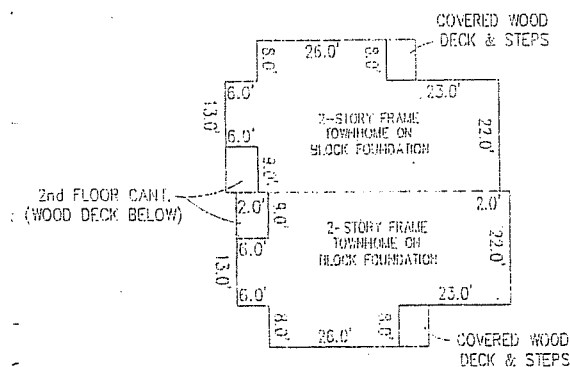 COVERED WOOD
DECK & STEPS
26.0'
8.0'
8.0'
6.0'
23.0'
13.0'
2-STORY FRAME
TOWNHOME ON
BLOCK FOUNDATION
22.0'
6.0'
9.0'
2nd FLOOR CANT.
(WOOD DECK BELOW)
2.0'
9.0'
2.0'
2-STORY FRAME
TOWNHOME ON
BLOCK FOUNDATION
22.0'
6.0'
13.0'
6.0'
23.0'
8.0'
8.0'
26.0'
COVERED WOOD
DECK & STEPS